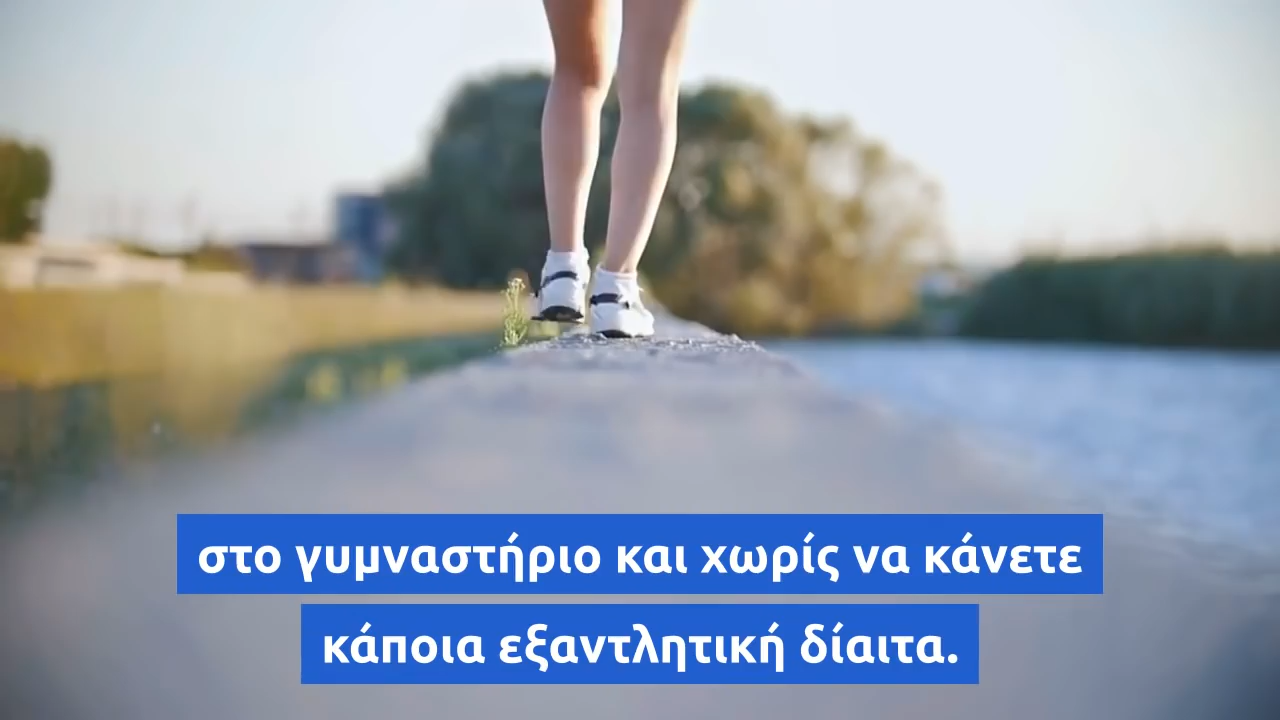 στο γυμναστήριο και χωρίς να κάνετε
κάποια εξαντλητική δίαιτα.